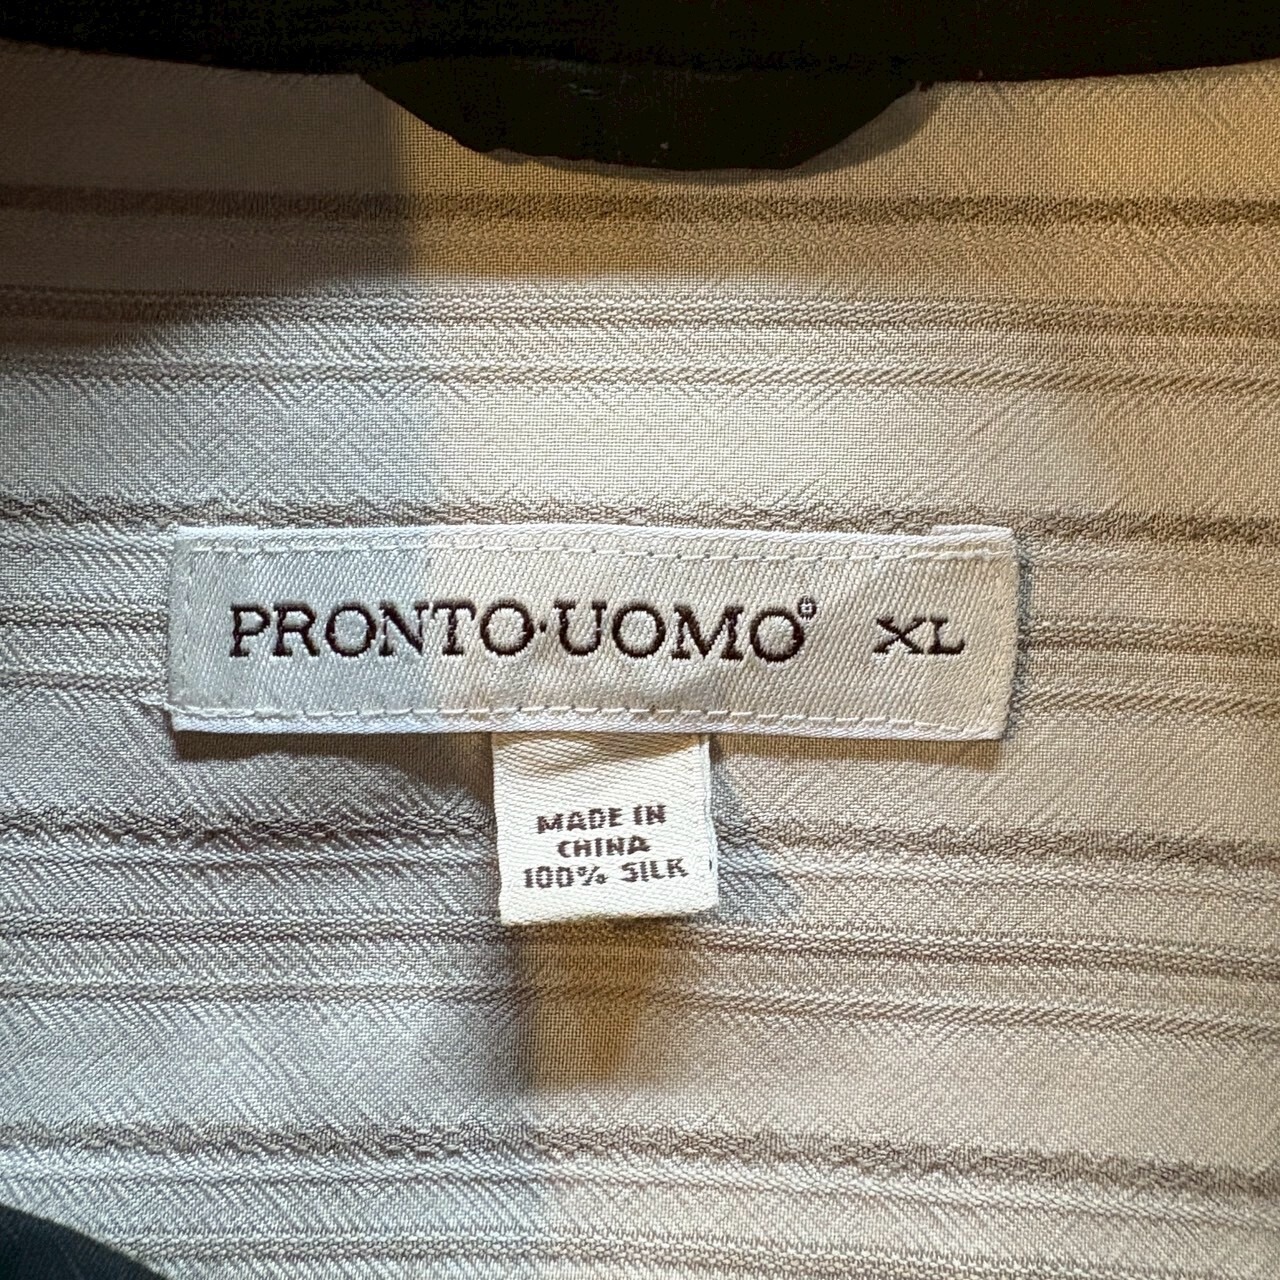 PRONTO·UOMO® XL
MADE IN
CHINA
100% SILK